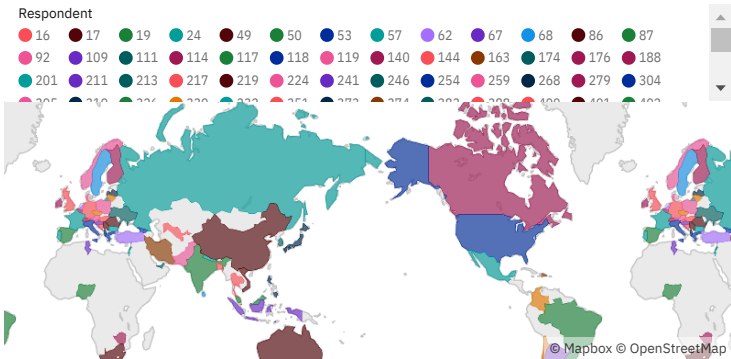 Respondent
16 17 19 24 49 50 53 57 62 67 68 86 87
92 109 111 114 117 118 119 140 144 163 174 176 188
201 211 213 217 219 224 241 246 254 259 268 279 304
© Mapbox © OpenStreetMap